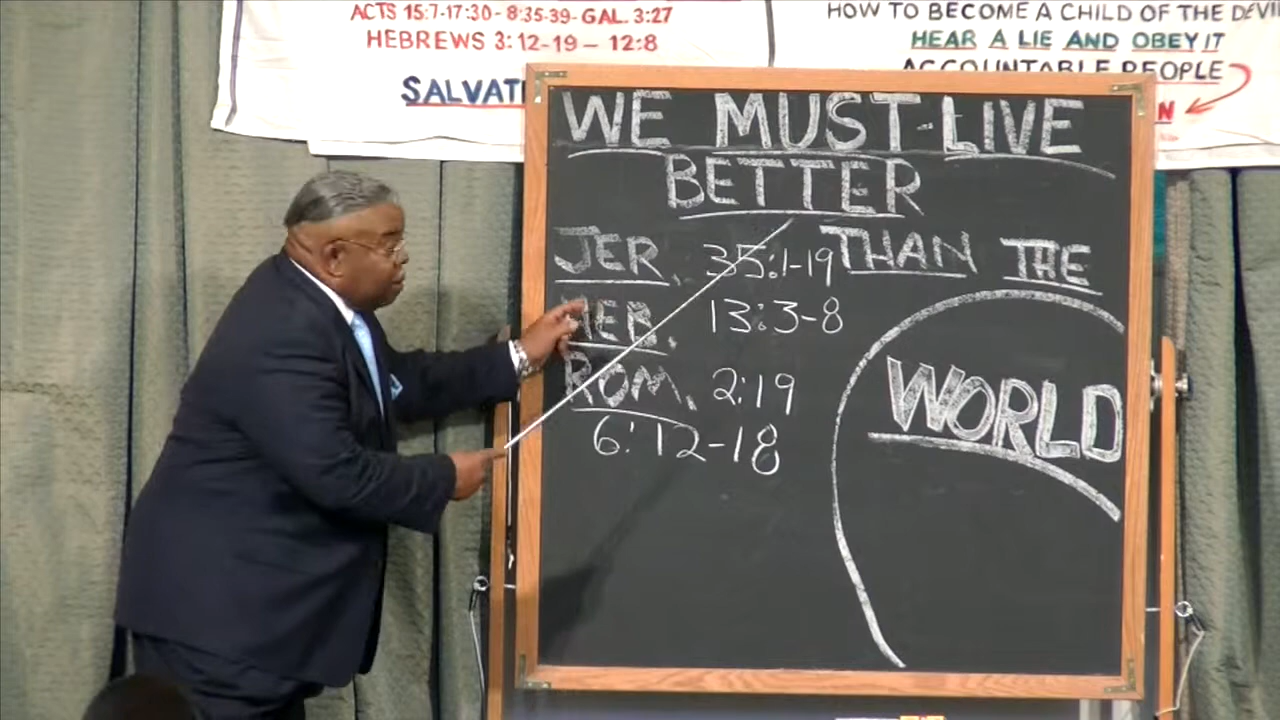 ACTS 15:7-17:30-8:35-39-GAL. 3:27
HEBREWS 3:12-19 — 12:8
SALVAT
HOW TO BECOME A CHILD OF THE DEVI
HEAR A LIE AND OBEY IT
ACCOUNTABLE PEOPLE
WE MUST-LIVE
BETTER
JER. 35:1-19 THAN THE
HEB. 13:3-8
ROM. 2:19
WORLD
6:12-18